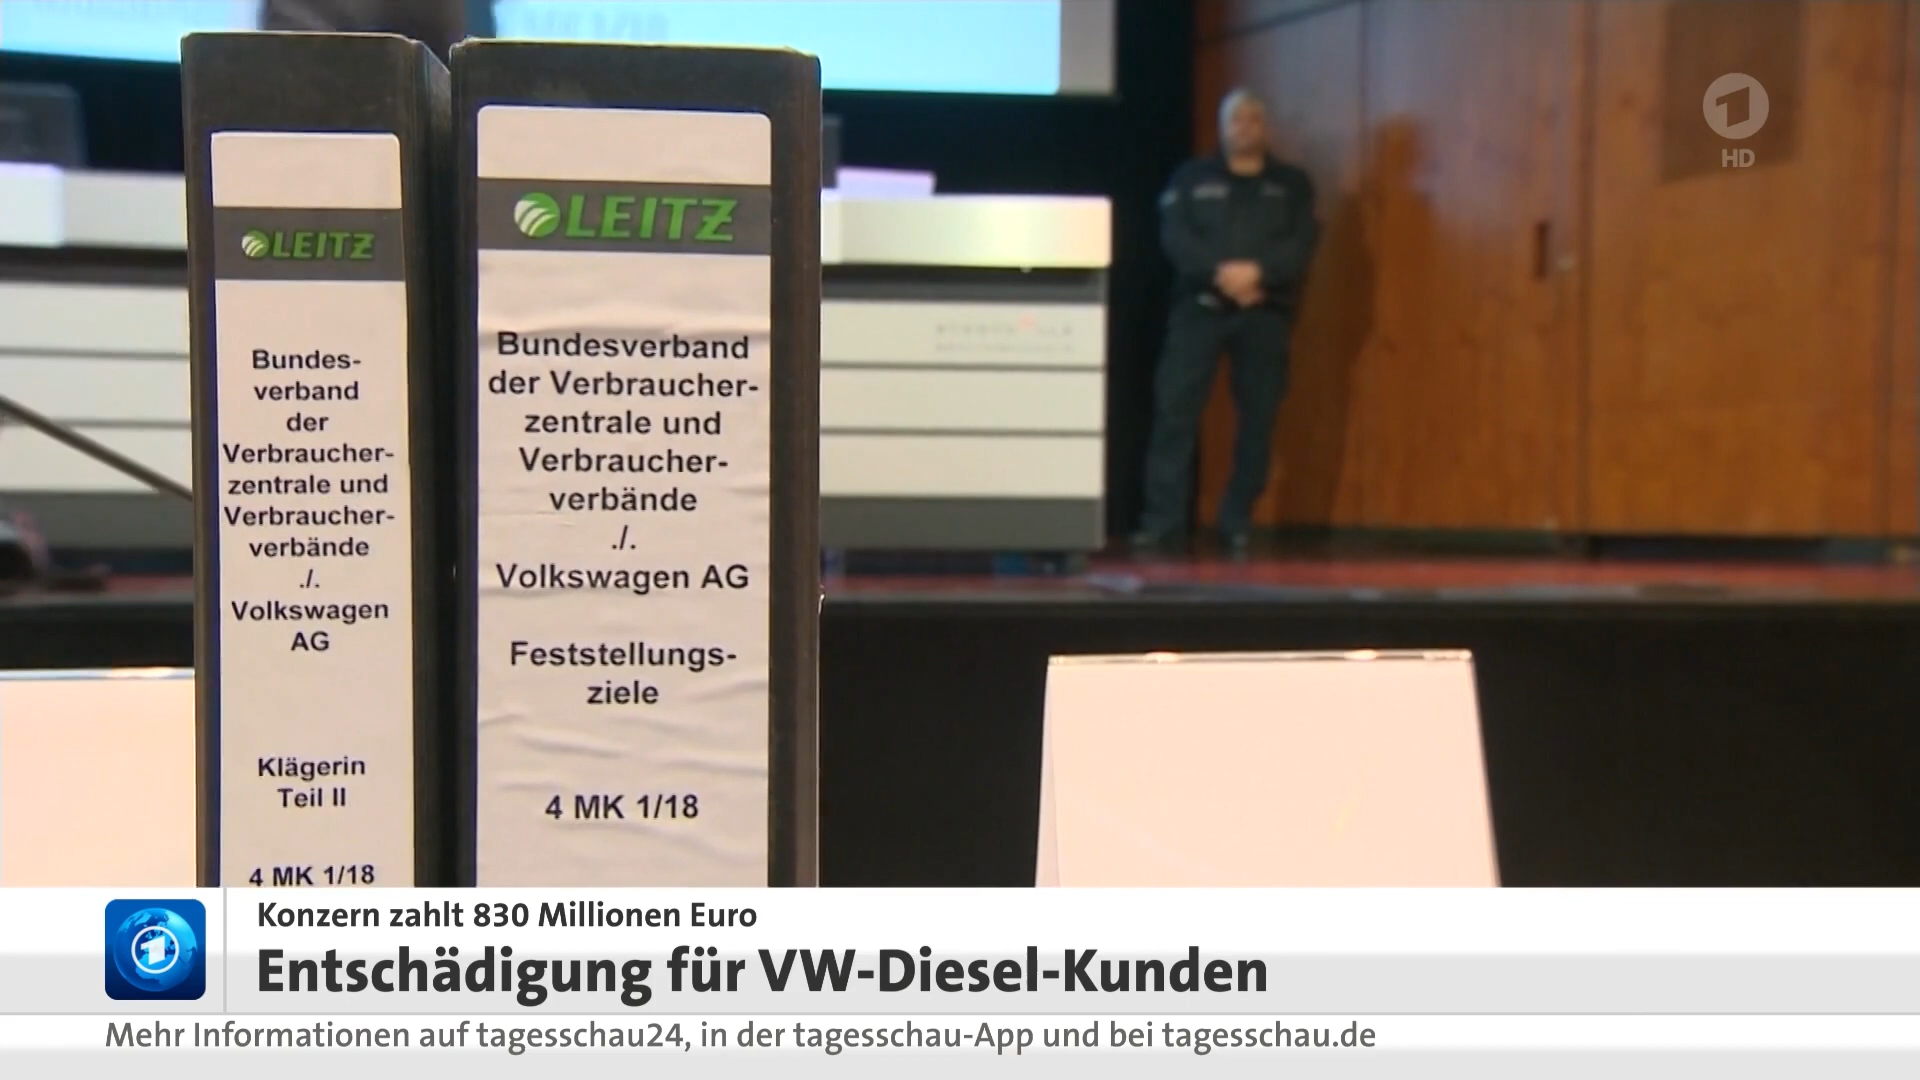 HD
LEITZ
Bundes-
verband
der
Verbraucher-
zentrale und
Verbraucher-
verbände
./.
Volkswagen
AG
Klägerin
Teil II
4 MK 1/18
LEITZ
Bundesverband
der Verbraucher-
zentrale und
Verbraucher-
verbände
./.
Volkswagen AG
Feststellungs-
ziele
4 MK 1/18
Konzern zahlt 830 Millionen Euro
Entschädigung für VW-Diesel-Kunden
Mehr Informationen auf tagesschau24, in der tagesschau-App und bei tagesschau.de